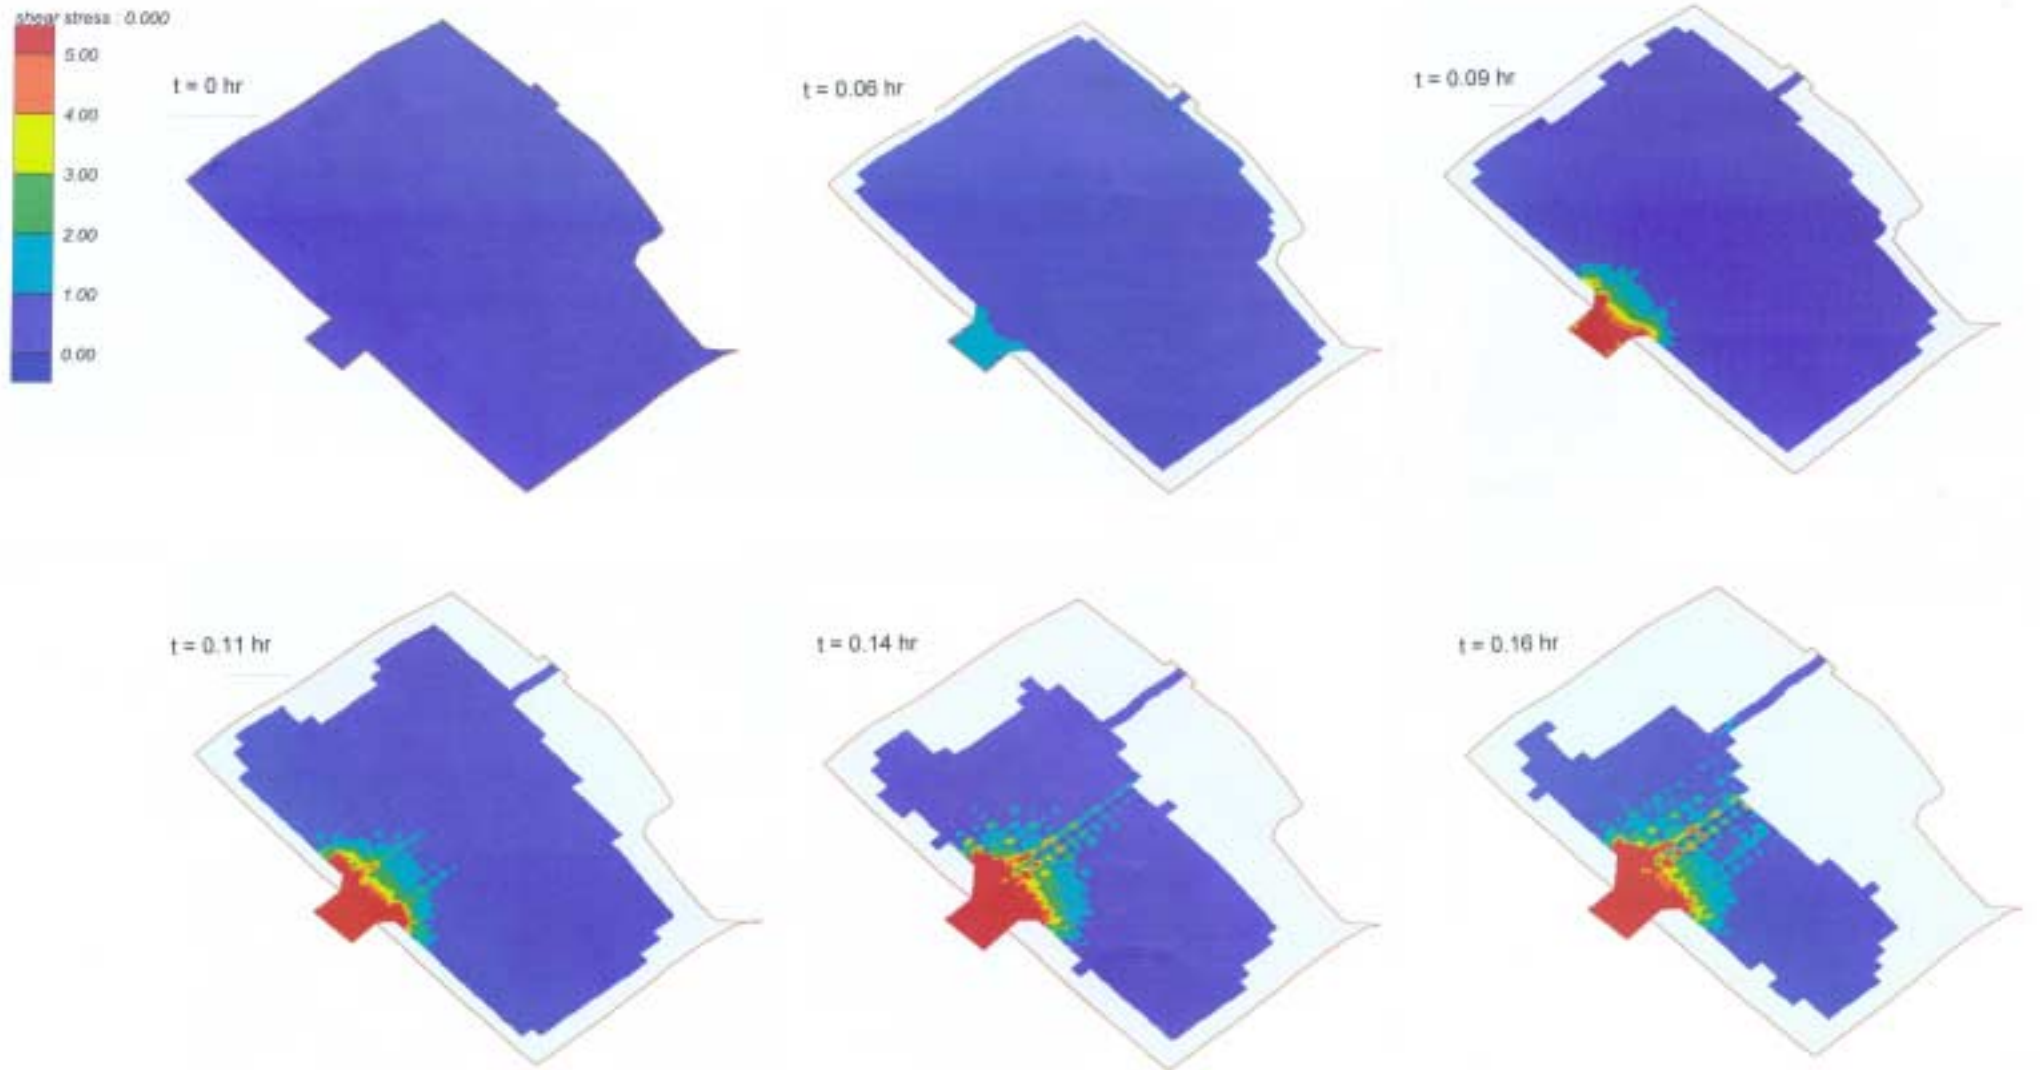 shear stress : 0.000
5.00
4.00
3.00
2.00
1.00
0.00
t = 0 hr
t = 0.06 hr
t = 0.09 hr
t = 0.11 hr
t = 0.14 hr
t = 0.16 hr